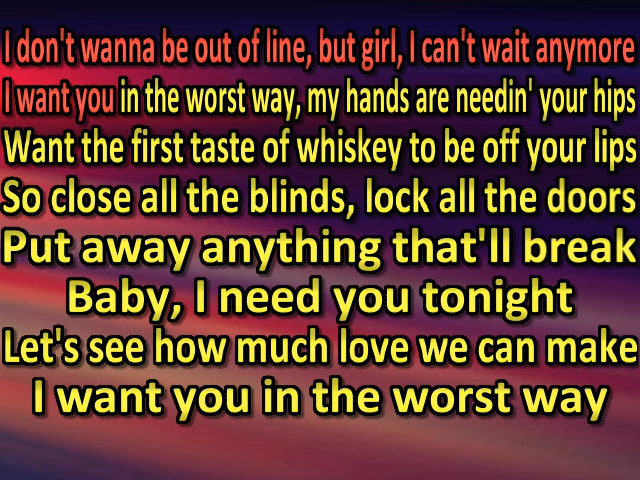 I don't wanna be out of line, but girl, I can't wait anymore
I want you in the worst way, my hands are needin' your hips
Want the first taste of whiskey to be off your lips
So close all the blinds, lock all the doors
Put away anything that'll break
Baby, I need you tonight
Let's see how much love we can make
I want you in the worst way